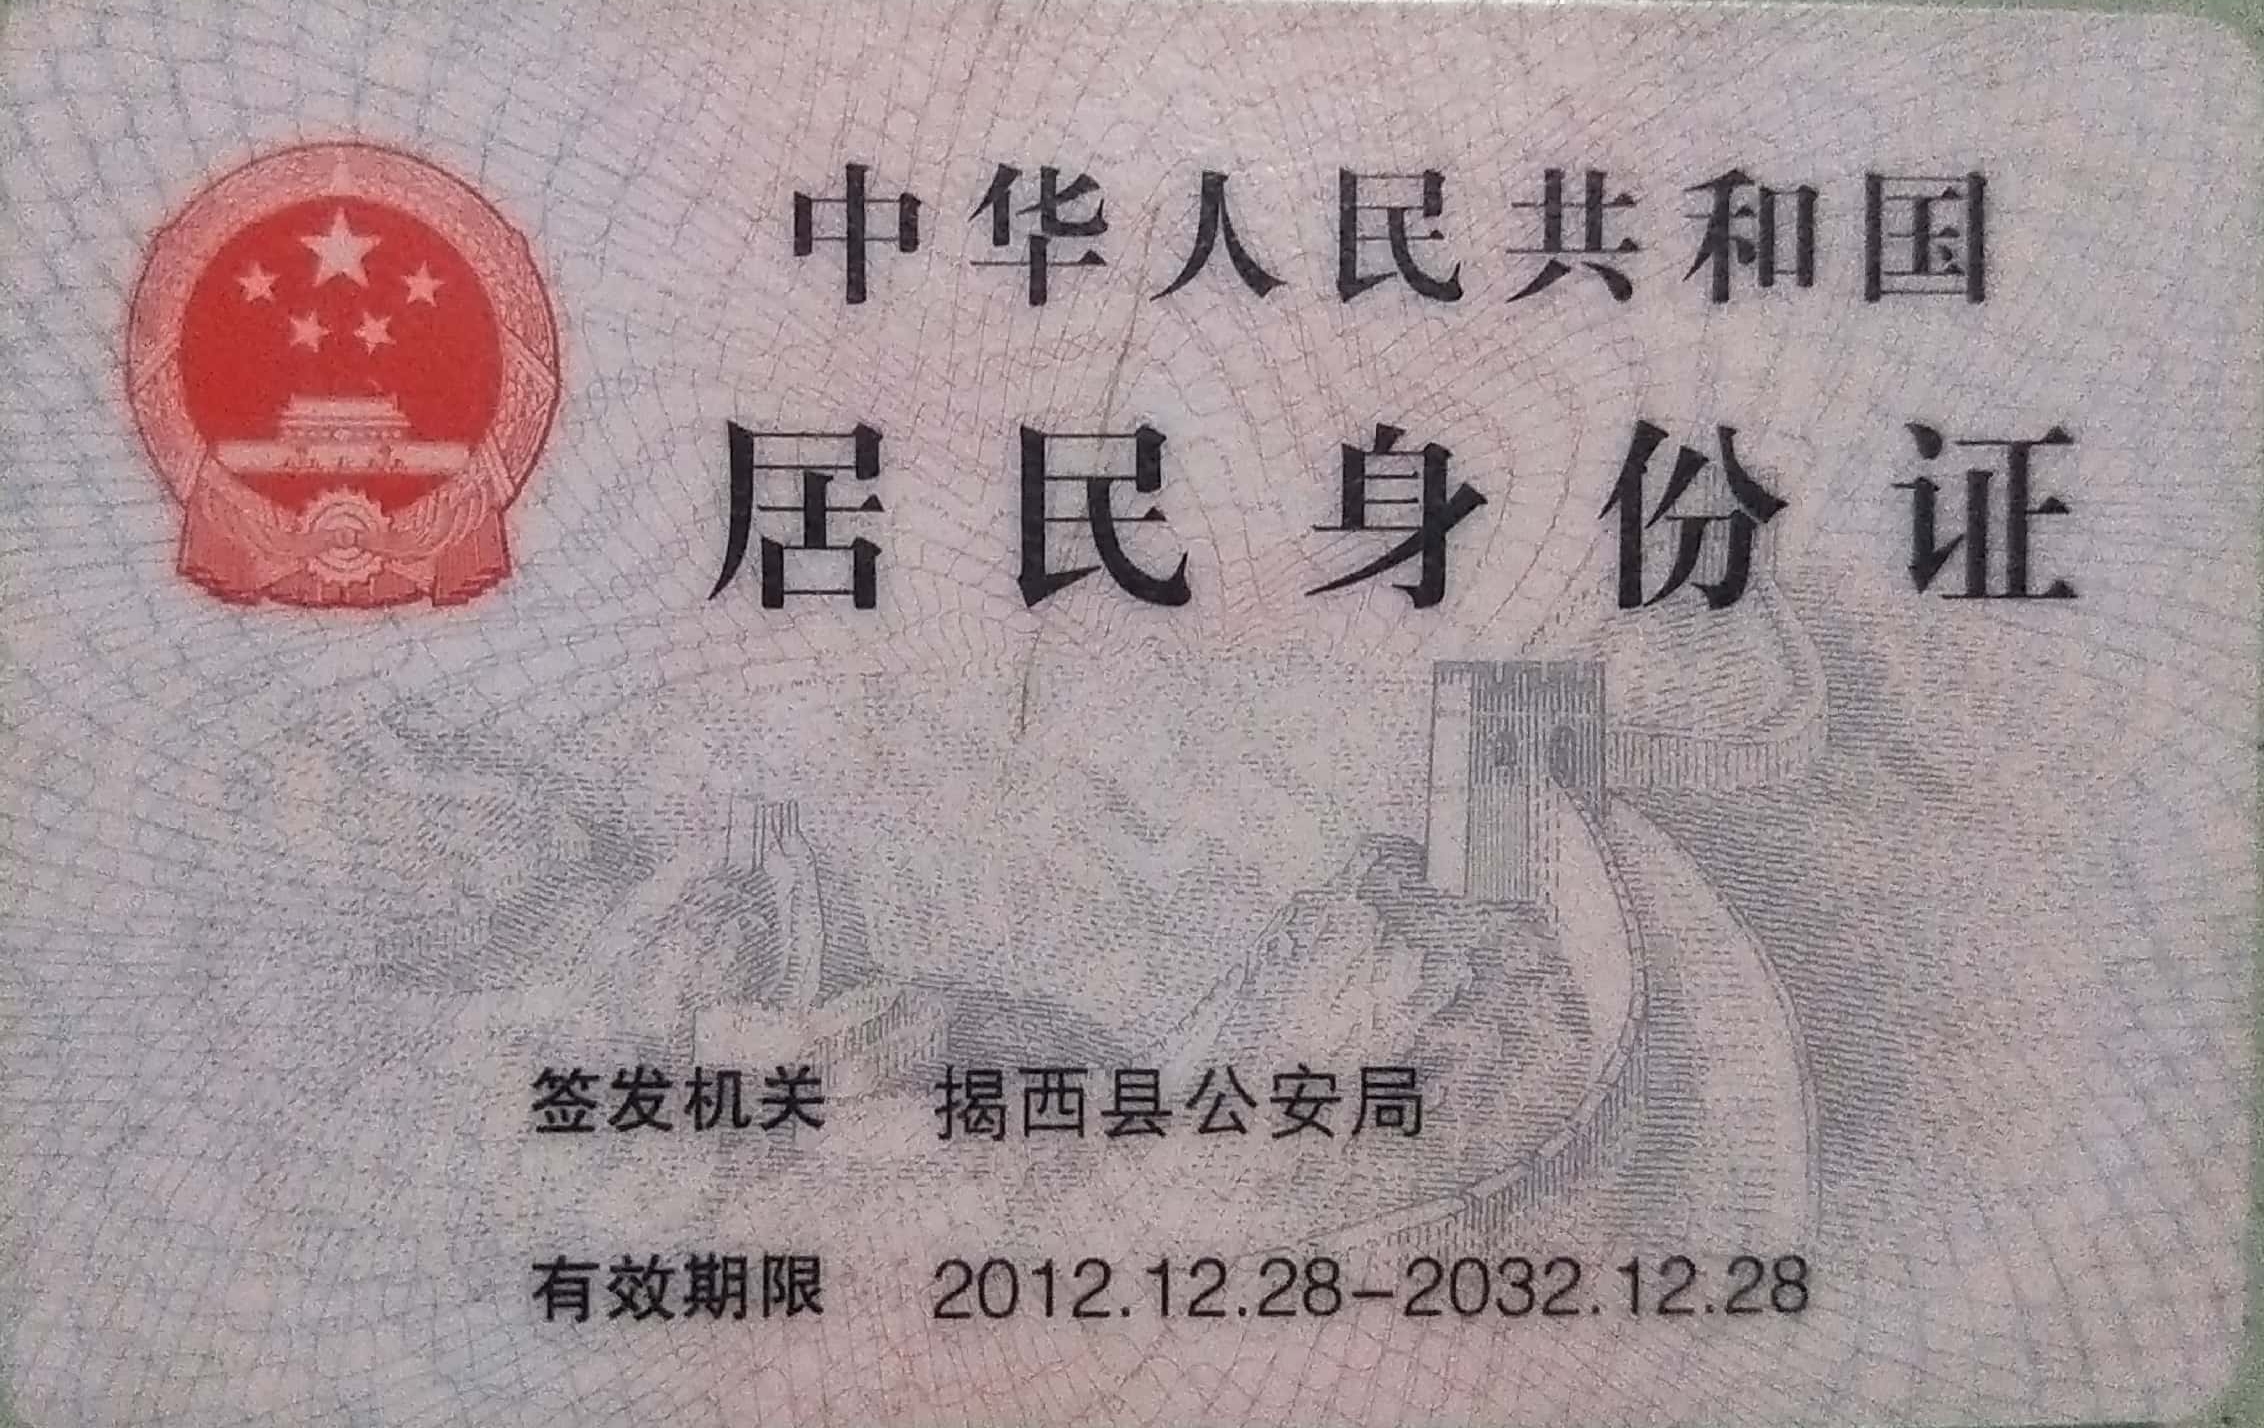 中华人民共和国
居民身份证
签发机关 揭西县公安局
有效期限 2012.12.28-2032.12.28